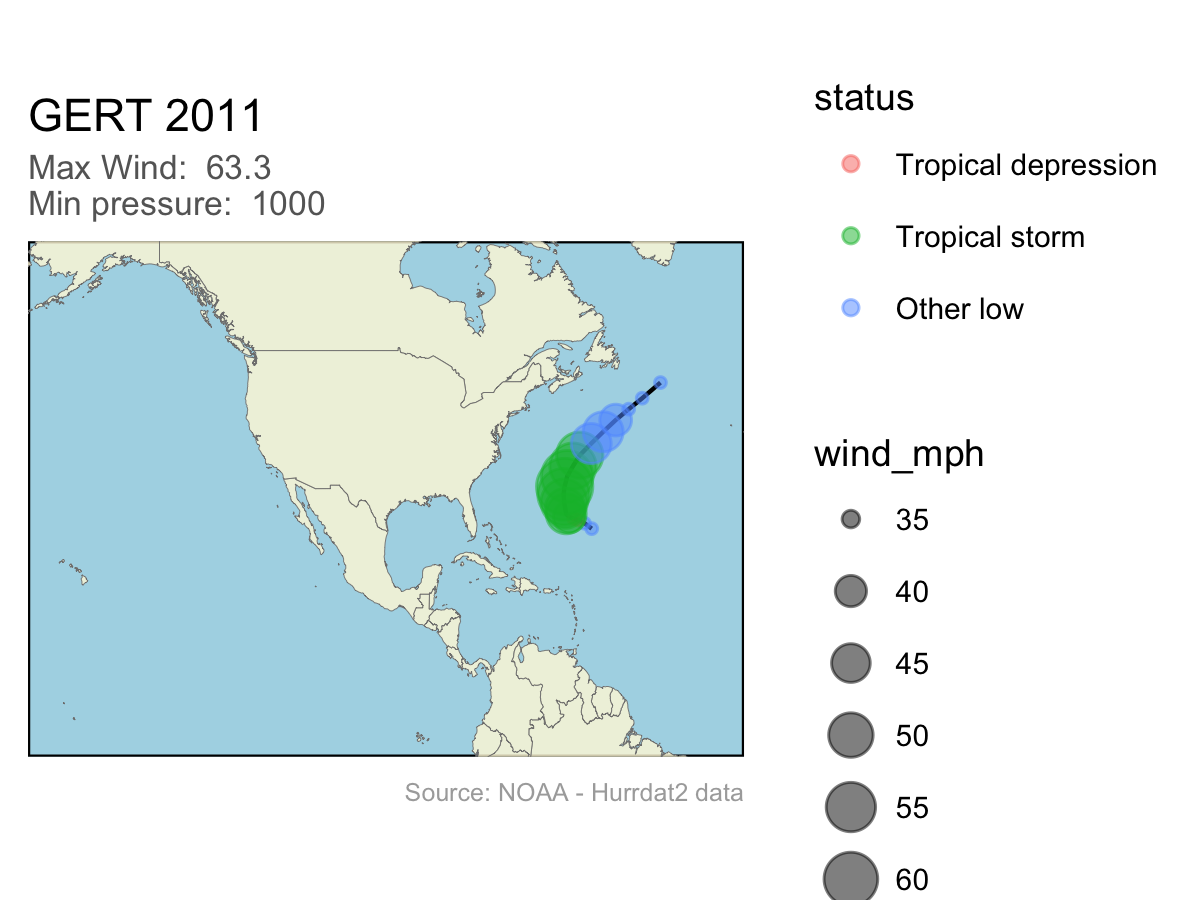 GERT 2011
Max Wind:  63.3
Min pressure:  1000
Source: NOAA - Hurrdat2 data
status
Tropical depression
Tropical storm
Other low
wind_mph
35
40
45
50
55
60